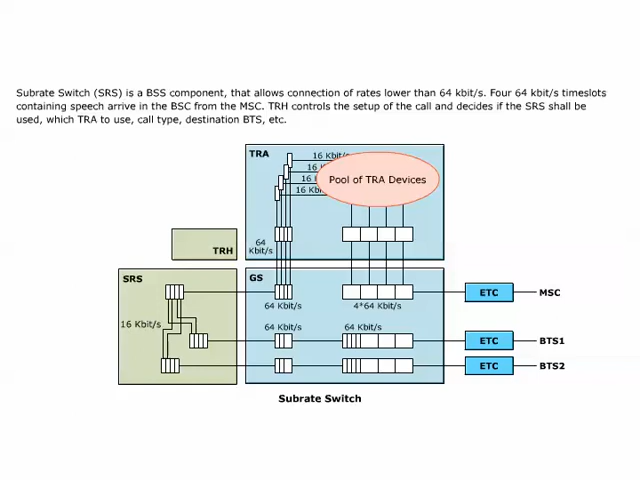 Subrate Switch (SRS) is a BSS component, that allows connection of rates lower than 64 kbit/s. Four 64 kbit/s timeslots
containing speech arrive in the BSC from the MSC. TRH controls the setup of the call and decides if the SRS shall be
used, which TRA to use, call type, destination BTS, etc.
TRA
16 Kbit/s
16
16
16 Kb
Pool of TRA Devices
64
Kbit/s
TRH
SRS
GS
ETC
MSC
64 Kbit/s
4*64 Kbit/s
16 Kbit/s
64 Kbit/s
64 Kbit/s
ETC
BTS1
ETC
BTS2
Subrate Switch